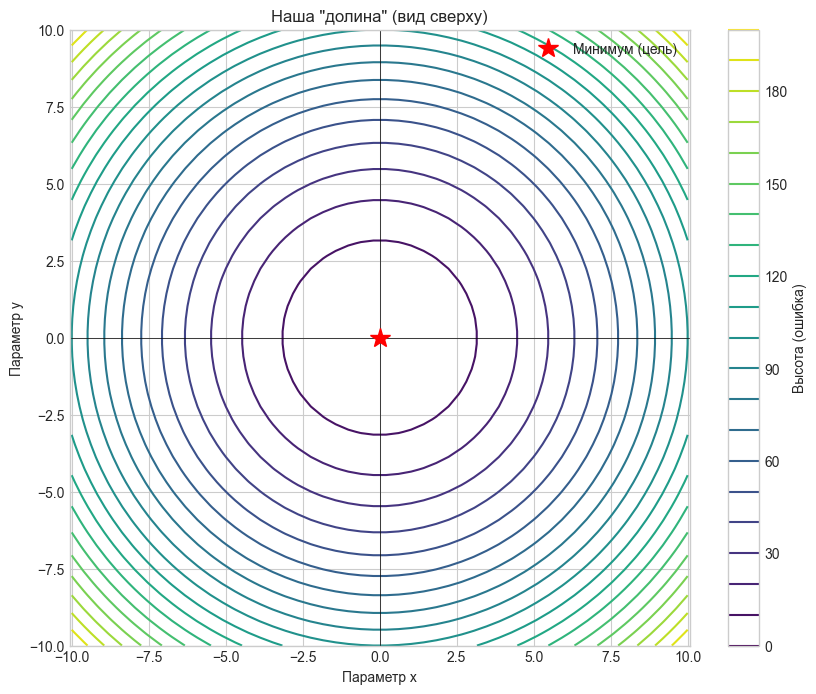 Наша "долина" (вид сверху)
Минимум (цель)
10.0
7.5
5.0
2.5
0.0
−2.5
−5.0
−7.5
−10.0
Параметр y
−10.0 −7.5 −5.0 −2.5 0.0 2.5 5.0 7.5 10.0
Параметр x
180
150
120
90
60
30
0
Высота (ошибка)